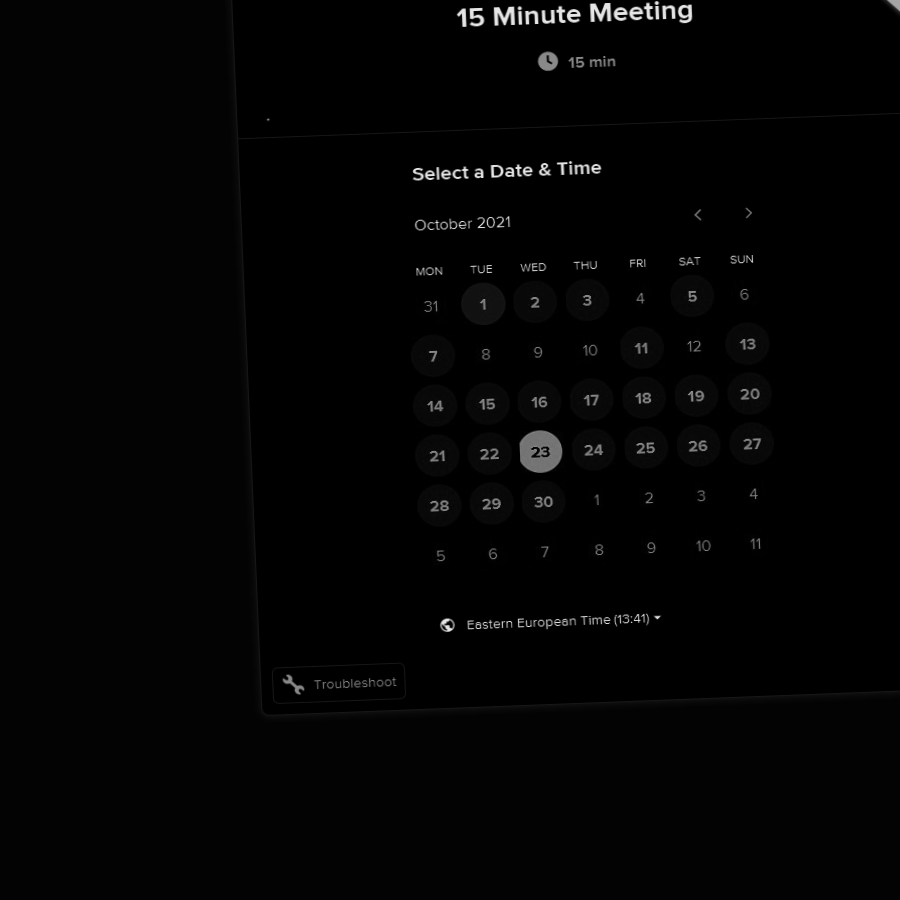 15 Minute Meeting
15 min
Select a Date & Time
October 2021
MON TUE WED THU FRI SAT SUN
31 1 2 3 4 5 6
7 8 9 10 11 12 13
14 15 16 17 18 19 20
21 22 23 24 25 26 27
28 29 30 1 2 3 4
5 6 7 8 9 10 11
Eastern European Time (13:41)
Troubleshoot